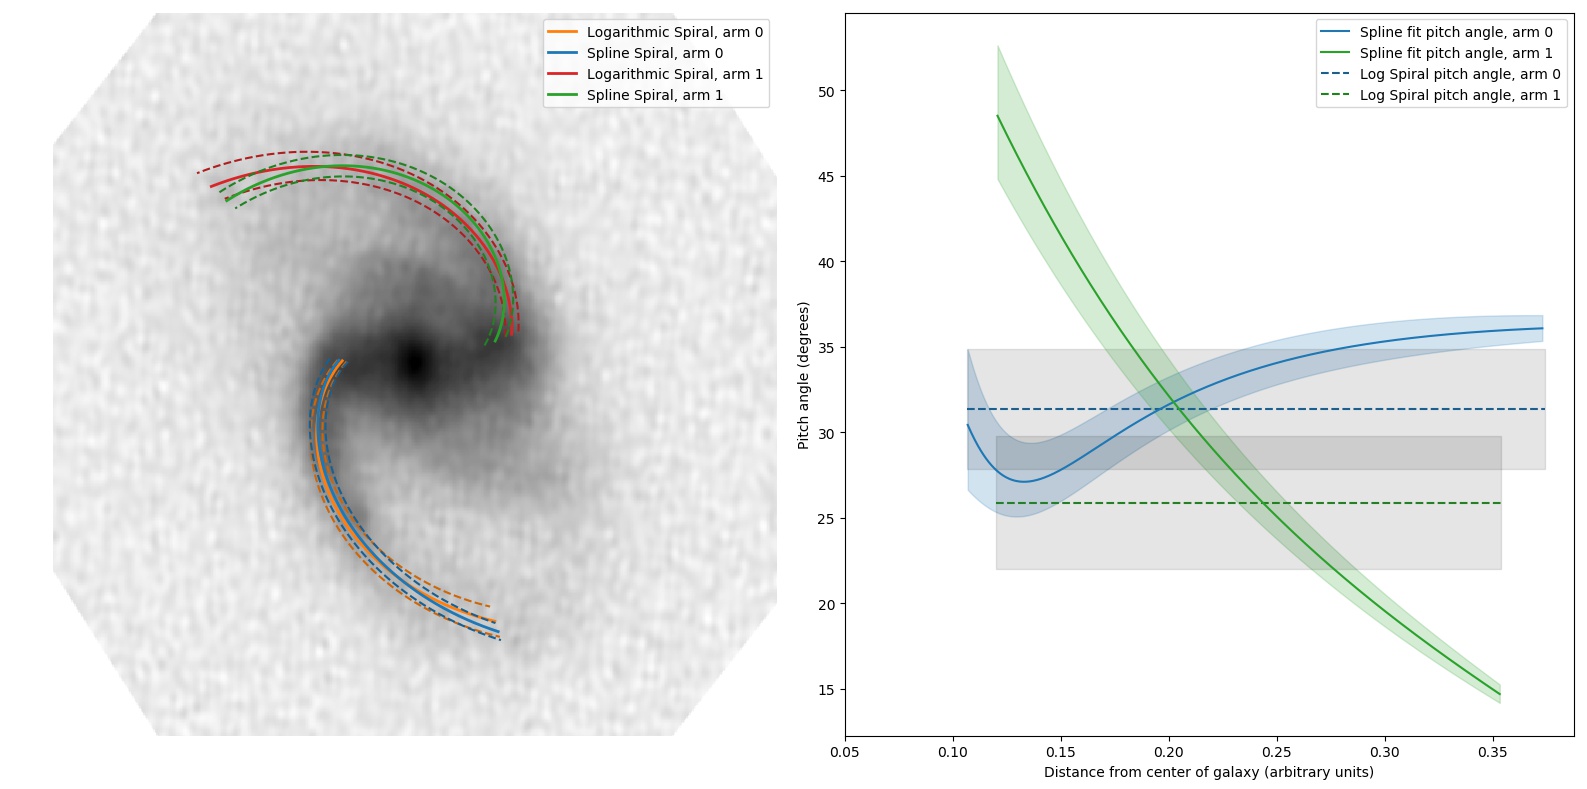 Logarithmic Spiral, arm 0
Spline Spiral, arm 0
Logarithmic Spiral, arm 1
Spline Spiral, arm 1
Spline fit pitch angle, arm 0
Spline fit pitch angle, arm 1
Log Spiral pitch angle, arm 0
Log Spiral pitch angle, arm 1
Pitch angle (degrees)
50
45
40
35
30
25
20
15
0.05 0.10 0.15 0.20 0.25 0.30 0.35
Distance from center of galaxy (arbitrary units)